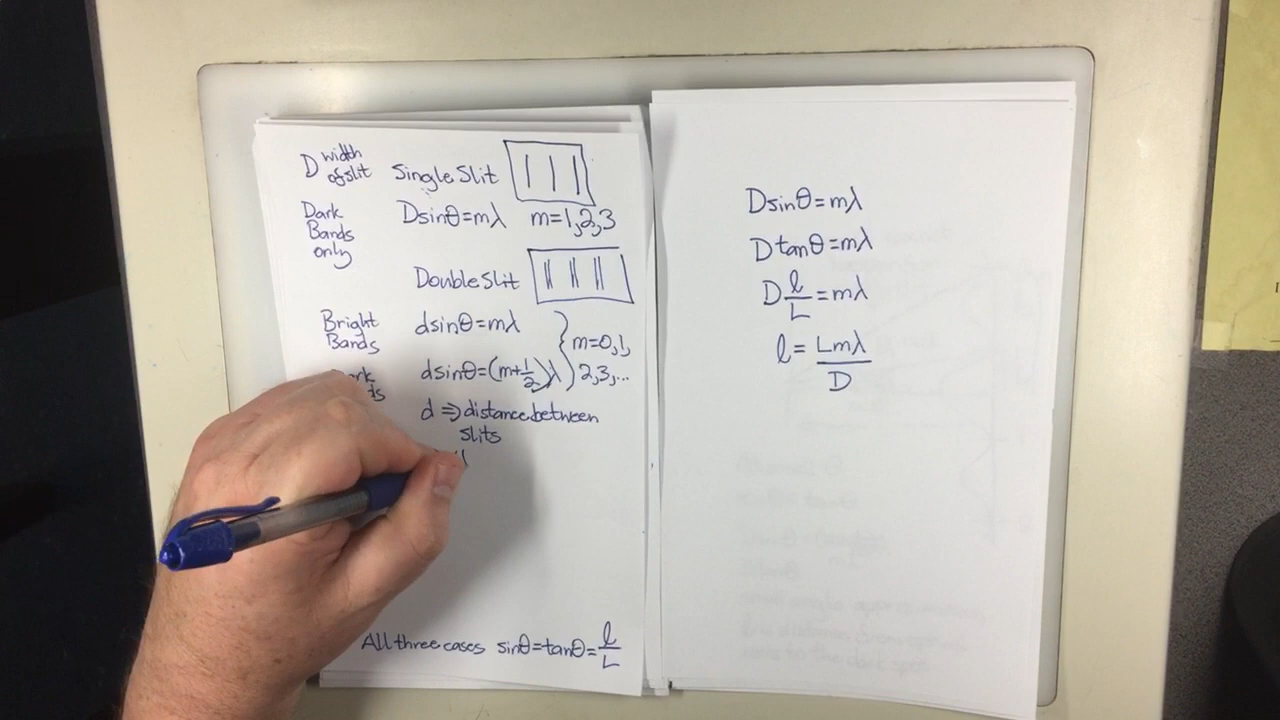 D width of slit
Single Slit
Dark Bands only
Dsinθ=mλ m=1,2,3
Double Slit
Bright Bands
dsinθ=mλ
m=0,1,
dsinθ=(m+1/2)λ
2,3,...
d ⇒ distance between
slits
All three cases sinθ=tanθ=ℓ/L
Dsinθ=mλ
Dtanθ=mλ
D ℓ/L=mλ
ℓ=Lmλ/D